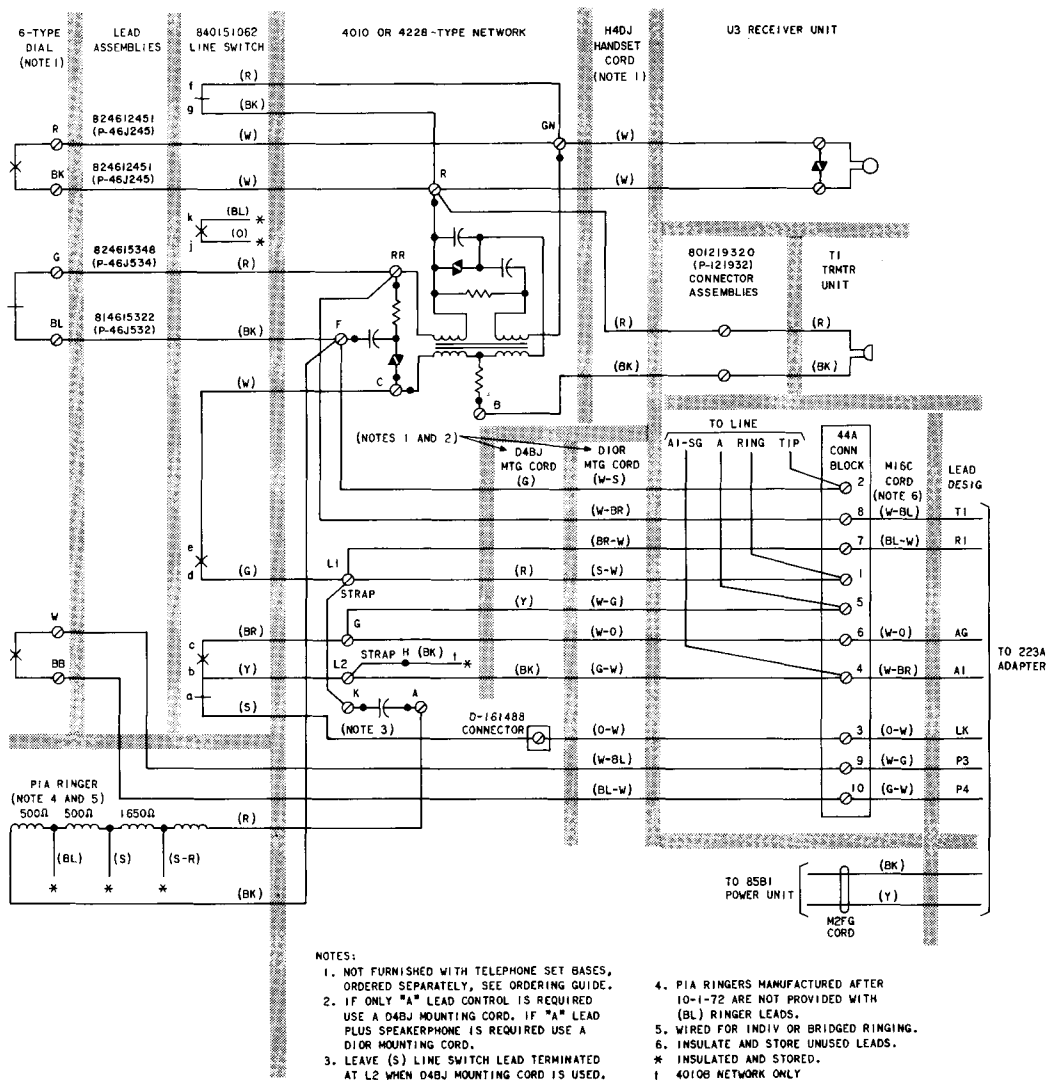 6-TYPE DIAL (NOTE 1)
LEAD ASSEMBLIES
840151062 LINE SWITCH
4010 OR 4228-TYPE NETWORK
H4DJ HANDSET CORD (NOTE 1)
U3 RECEIVER UNIT
f (R)
g (BK)
R
824612451
(P-46J245)
(W)
GN
(W)
BK
824612451
(P-46J245)
(W)
R
(W)
k (BL) *
j (O) *
G
824615348
(P-46J534)
(R)
RR
801219320
(P-121932)
CONNECTOR
ASSEMBLIES
T1
TRMTR
UNIT
BL
814615322
(P-46J532)
(BK)
F
(R)
(R)
(W)
C
B
(BK)
(BK)
(NOTES 1 AND 2)
D4BJ
MTG CORD
(G)
D10R
MTG CORD
(W-S)
TO LINE
A1-SG A RING TIP
44A
CONN
BLOCK
M16C
CORD
(NOTE 6)
LEAD
DESIG
2
(W-BR) 8 (W-BL) T1
e
d
(BR-W) 7 (BL-W) R1
(G) L1 (R) (S-W) 1
STRAP
(Y) (W-G) 5
W
c (BR) G (W-O) 6 (W-O) AG
STRAP H (BK) † *
BB
b (Y) L2 (BK) (G-W) 4 (W-BR) A1
TO 223A
ADAPTER
a (S)
K A
(NOTE 3)
D-161488
CONNECTOR
(O-W) 3 (O-W) LK
(W-BL) 9 (W-G) P3
(BL-W) 10 (G-W) P4
P1A RINGER
(NOTE 4 AND 5)
500Ω 500Ω 1650Ω
(R)
(BL) (S) (S-R)
* * *
(BK)
TO 85B1
POWER UNIT
(BK)
(Y)
M2FG
CORD
NOTES:
1. NOT FURNISHED WITH TELEPHONE SET BASES,
ORDERED SEPARATELY, SEE ORDERING GUIDE.
2. IF ONLY "A" LEAD CONTROL IS REQUIRED
USE A D4BJ MOUNTING CORD. IF "A" LEAD
PLUS SPEAKERPHONE IS REQUIRED USE A
D10R MOUNTING CORD.
3. LEAVE (S) LINE SWITCH LEAD TERMINATED
AT L2 WHEN D4BJ MOUNTING CORD IS USED.
4. P1A RINGERS MANUFACTURED AFTER
10-1-72 ARE NOT PROVIDED WITH
(BL) RINGER LEADS.
5. WIRED FOR INDIV OR BRIDGED RINGING.
6. INSULATE AND STORE UNUSED LEADS.
* INSULATED AND STORED.
† 4010B NETWORK ONLY